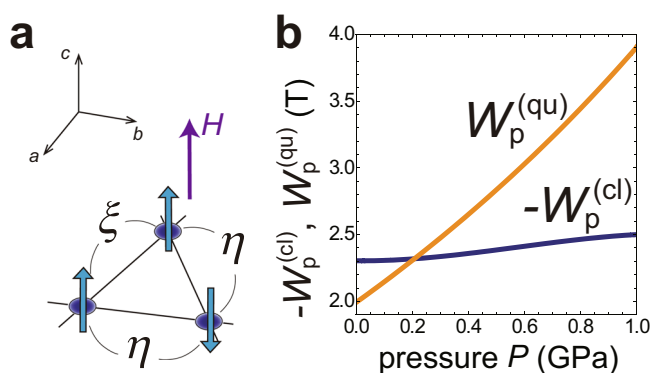 a
c
a
b
H
ξ
η
η
b
-W_p^(cl) , W_p^(qu) (T)
4.0
3.5
3.0
2.5
2.0
W_p^(qu)
-W_p^(cl)
0.0 0.2 0.4 0.6 0.8 1.0
pressure P (GPa)